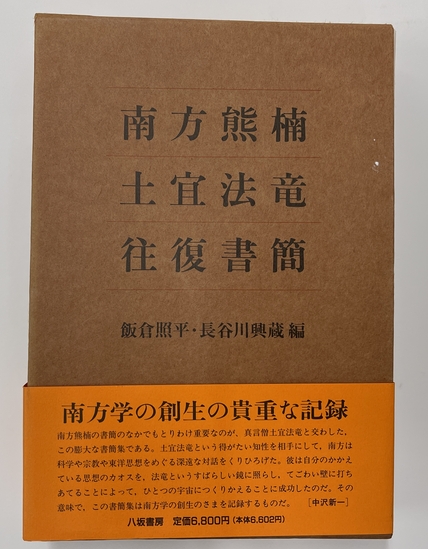 南方熊楠
土宜法竜
往復書簡
飯倉照平・長谷川興蔵 編
南方学の創生の貴重な記録
南方熊楠の書簡のなかでもとりわけ重要なのが、真言僧土宜法竜と交わした、
この膨大な書簡集である。土宜法竜という得がたい知性を相手にして、南方は
科学や宗教や東洋思想をめぐる深遠な対話をくりひろげた。彼は自分のかかえ
ている思想のカオスを、法竜というすばらしい鏡に照らし、てごわい壁に打ち
あてることによって、ひとつの宇宙につくりかえることに成功したのだ。その
意味で、この書簡集は南方学の創生のさまを記録するものだ。 [中沢新一]
八坂書房 定価6,800円(本体6,602円)